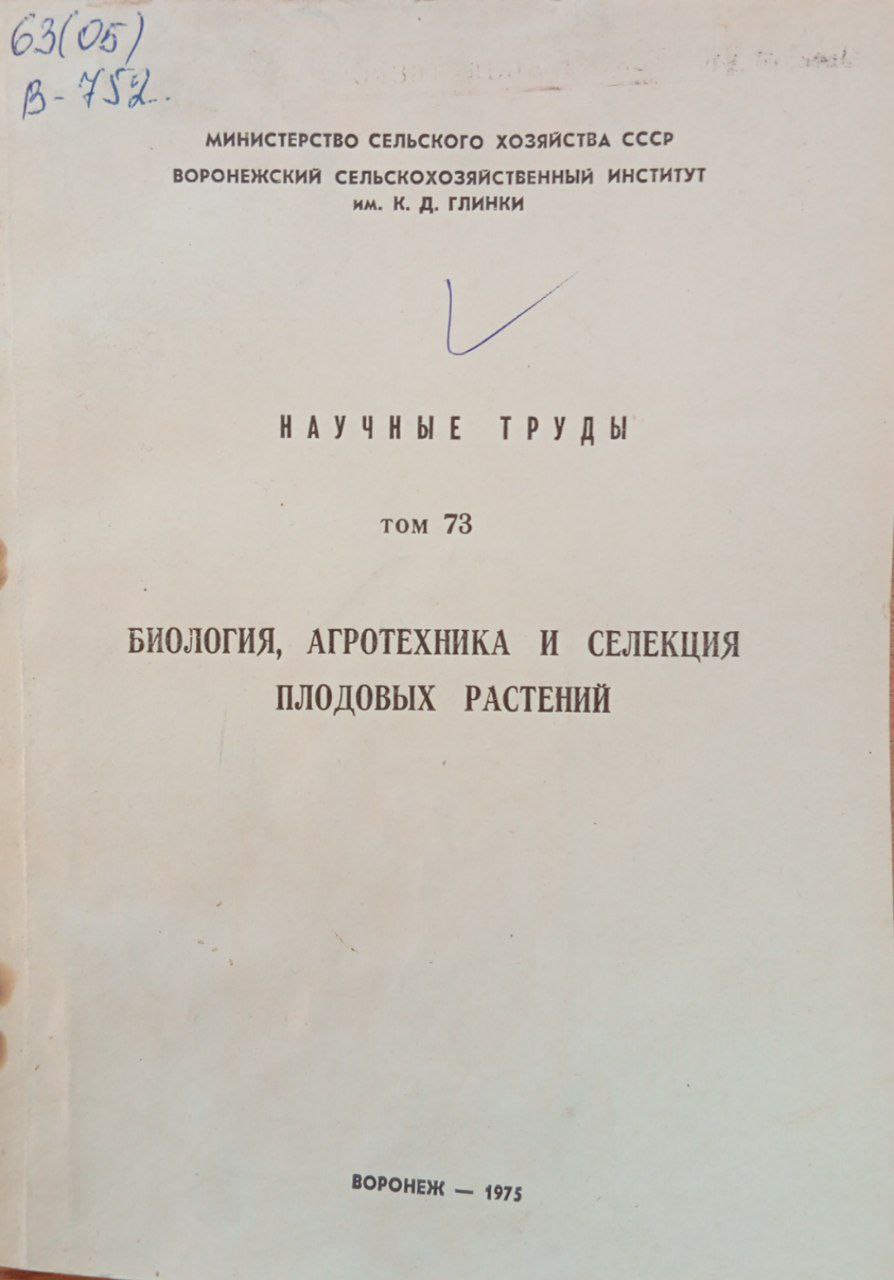 63(05)
В-752.
МИНИСТЕРСТВО СЕЛЬСКОГО ХОЗЯЙСТВА СССР
ВОРОНЕЖСКИЙ СЕЛЬСКОХОЗЯЙСТВЕННЫЙ ИНСТИТУТ
им. К. Д. ГЛИНКИ
НАУЧНЫЕ ТРУДЫ
том 73
БИОЛОГИЯ, АГРОТЕХНИКА И СЕЛЕКЦИЯ
ПЛОДОВЫХ РАСТЕНИЙ
ВОРОНЕЖ — 1975